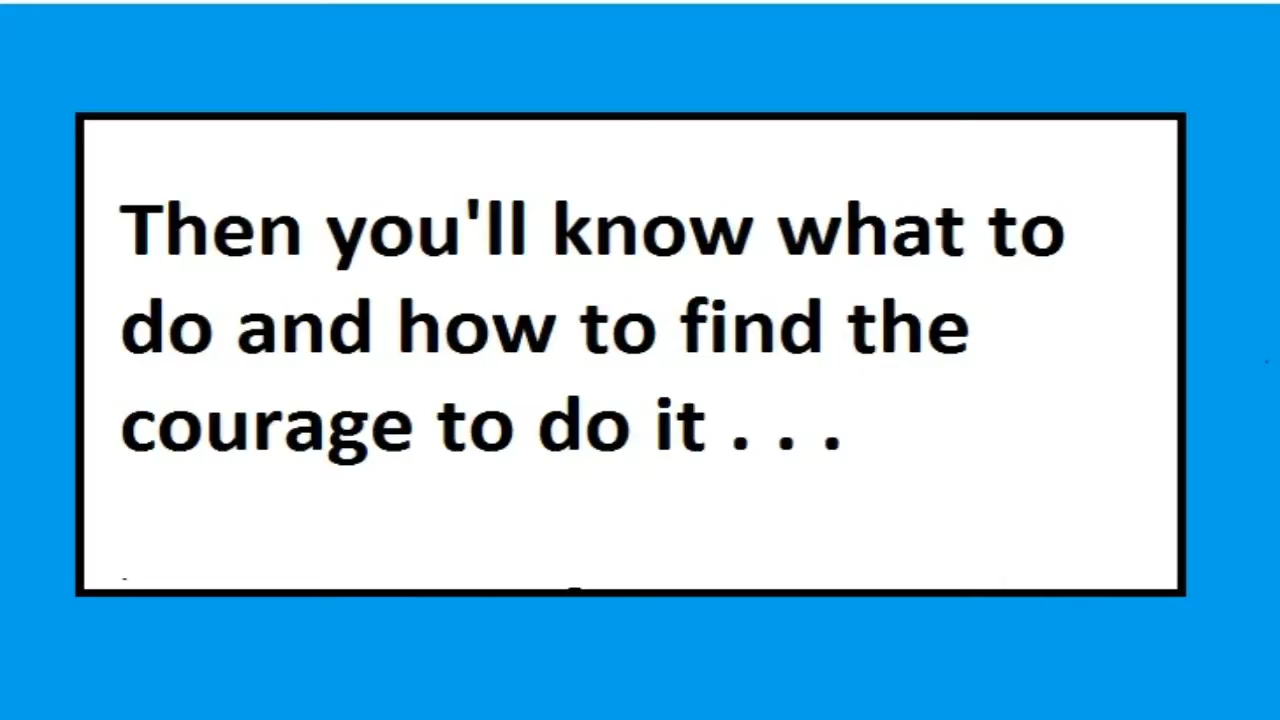 Then you'll know what to
do and how to find the
courage to do it . . .